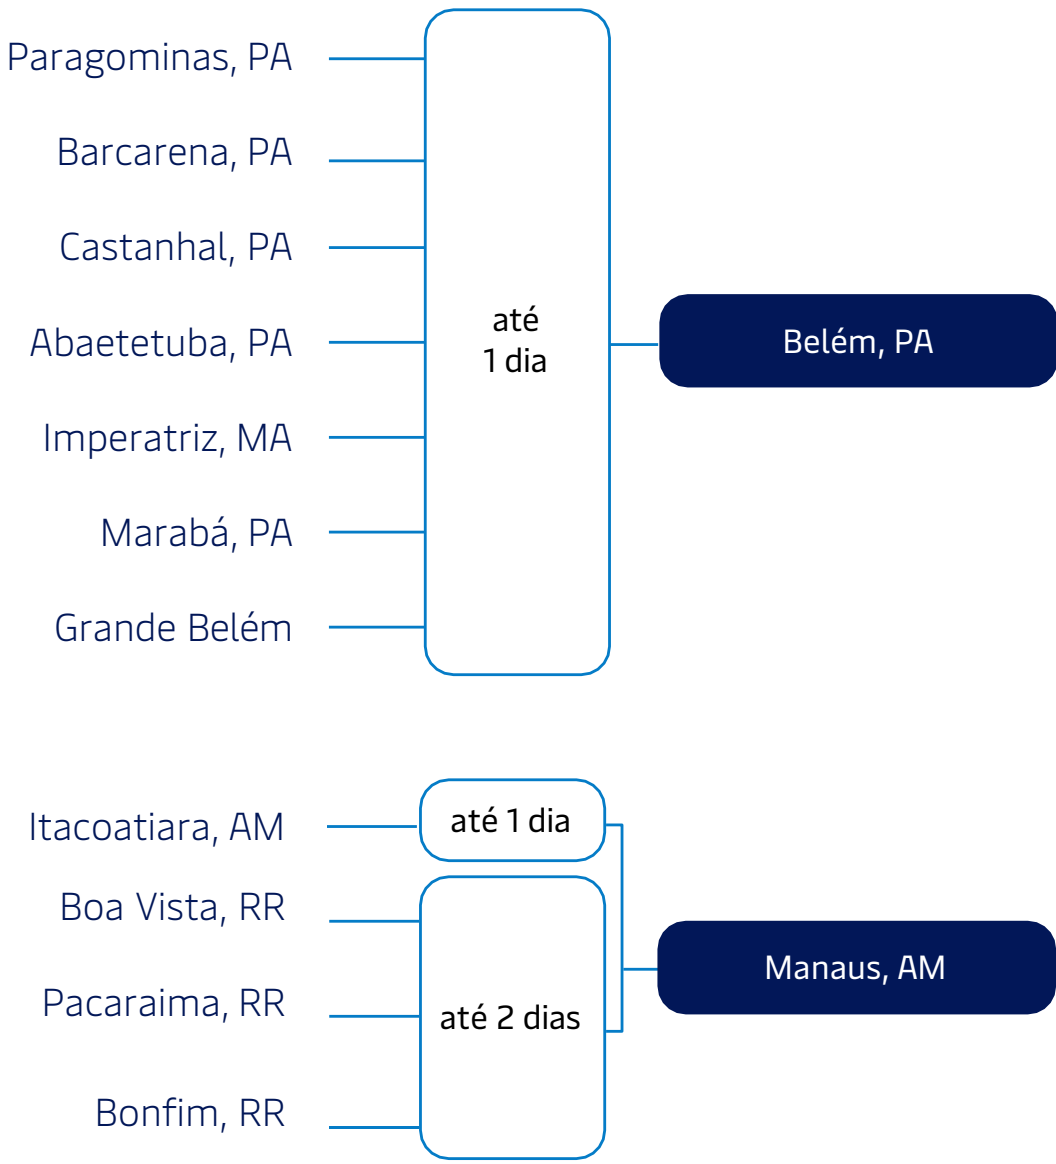 Paragominas, PA
Barcarena, PA
Castanhal, PA
Abaetetuba, PA
Imperatriz, MA
Marabá, PA
Grande Belém
até
1 dia
Belém, PA
Itacoatiara, AM
Boa Vista, RR
Pacaraima, RR
Bonfim, RR
até 1 dia
até 2 dias
Manaus, AM